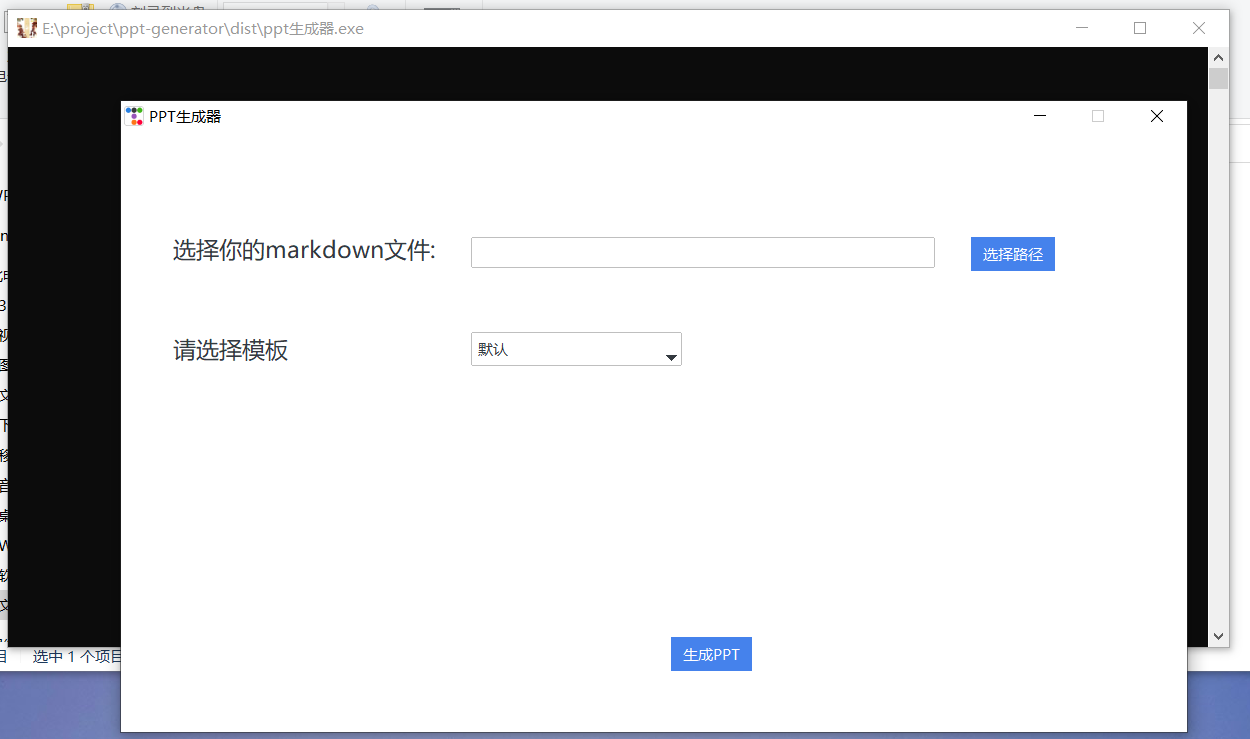 E:\project\ppt-generator\dist\ppt生成器.exe
PPT生成器
选择你的markdown文件:
选择路径
请选择模板
默认
生成PPT
选中 1 个项目